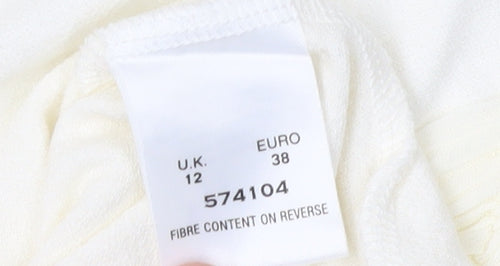 U.K. EURO
12 38
574104
FIBRE CONTENT ON REVERSE